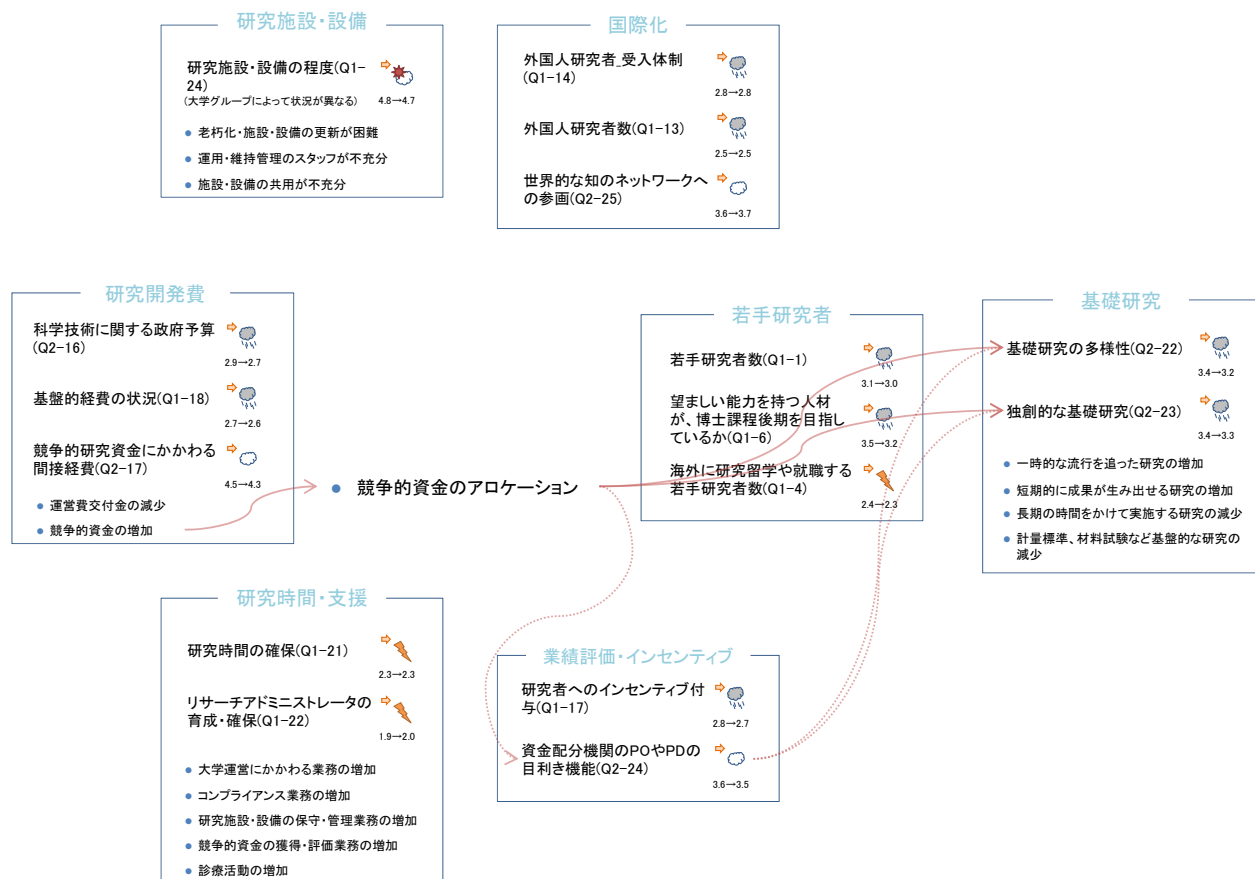 研究施設・設備
研究施設・設備の程度(Q1-
24)
(大学グループによって状況が異なる)
4.8→4.7
● 老朽化・施設・設備の更新が困難
● 運用・維持管理のスタッフが不充分
● 施設・設備の共用が不充分
国際化
外国人研究者_受入体制
(Q1-14)
2.8→2.8
外国人研究者数(Q1-13)
2.5→2.5
世界的な知のネットワークへ
の参画(Q2-25)
3.6→3.7
研究開発費
科学技術に関する政府予算
(Q2-16)
2.9→2.7
基盤的経費の状況(Q1-18)
2.7→2.6
競争的研究資金にかかわる
間接経費(Q2-17)
4.5→4.3
● 運営費交付金の減少
● 競争的資金の増加
● 競争的資金のアロケーション
若手研究者
若手研究者数(Q1-1)
3.1→3.0
望ましい能力を持つ人材
が、博士課程後期を目指し
ているか(Q1-6)
3.5→3.2
海外に研究留学や就職する
若手研究者数(Q1-4)
2.4→2.3
基礎研究
基礎研究の多様性(Q2-22)
3.4→3.2
独創的な基礎研究(Q2-23)
3.4→3.3
● 一時的な流行を追った研究の増加
● 短期的に成果が生み出せる研究の増加
● 長期の時間をかけて実施する研究の減少
● 計量標準、材料試験など基盤的な研究の
減少
研究時間・支援
研究時間の確保(Q1-21)
2.3→2.3
リサーチアドミニストレータの
育成・確保(Q1-22)
1.9→2.0
● 大学運営にかかわる業務の増加
● コンプライアンス業務の増加
● 研究施設・設備の保守・管理業務の増加
● 競争的資金の獲得・評価業務の増加
● 診療活動の増加
業績評価・インセンティブ
研究者へのインセンティブ付
与(Q1-17)
2.8→2.7
資金配分機関のPOやPDの
目利き機能(Q2-24)
3.6→3.5